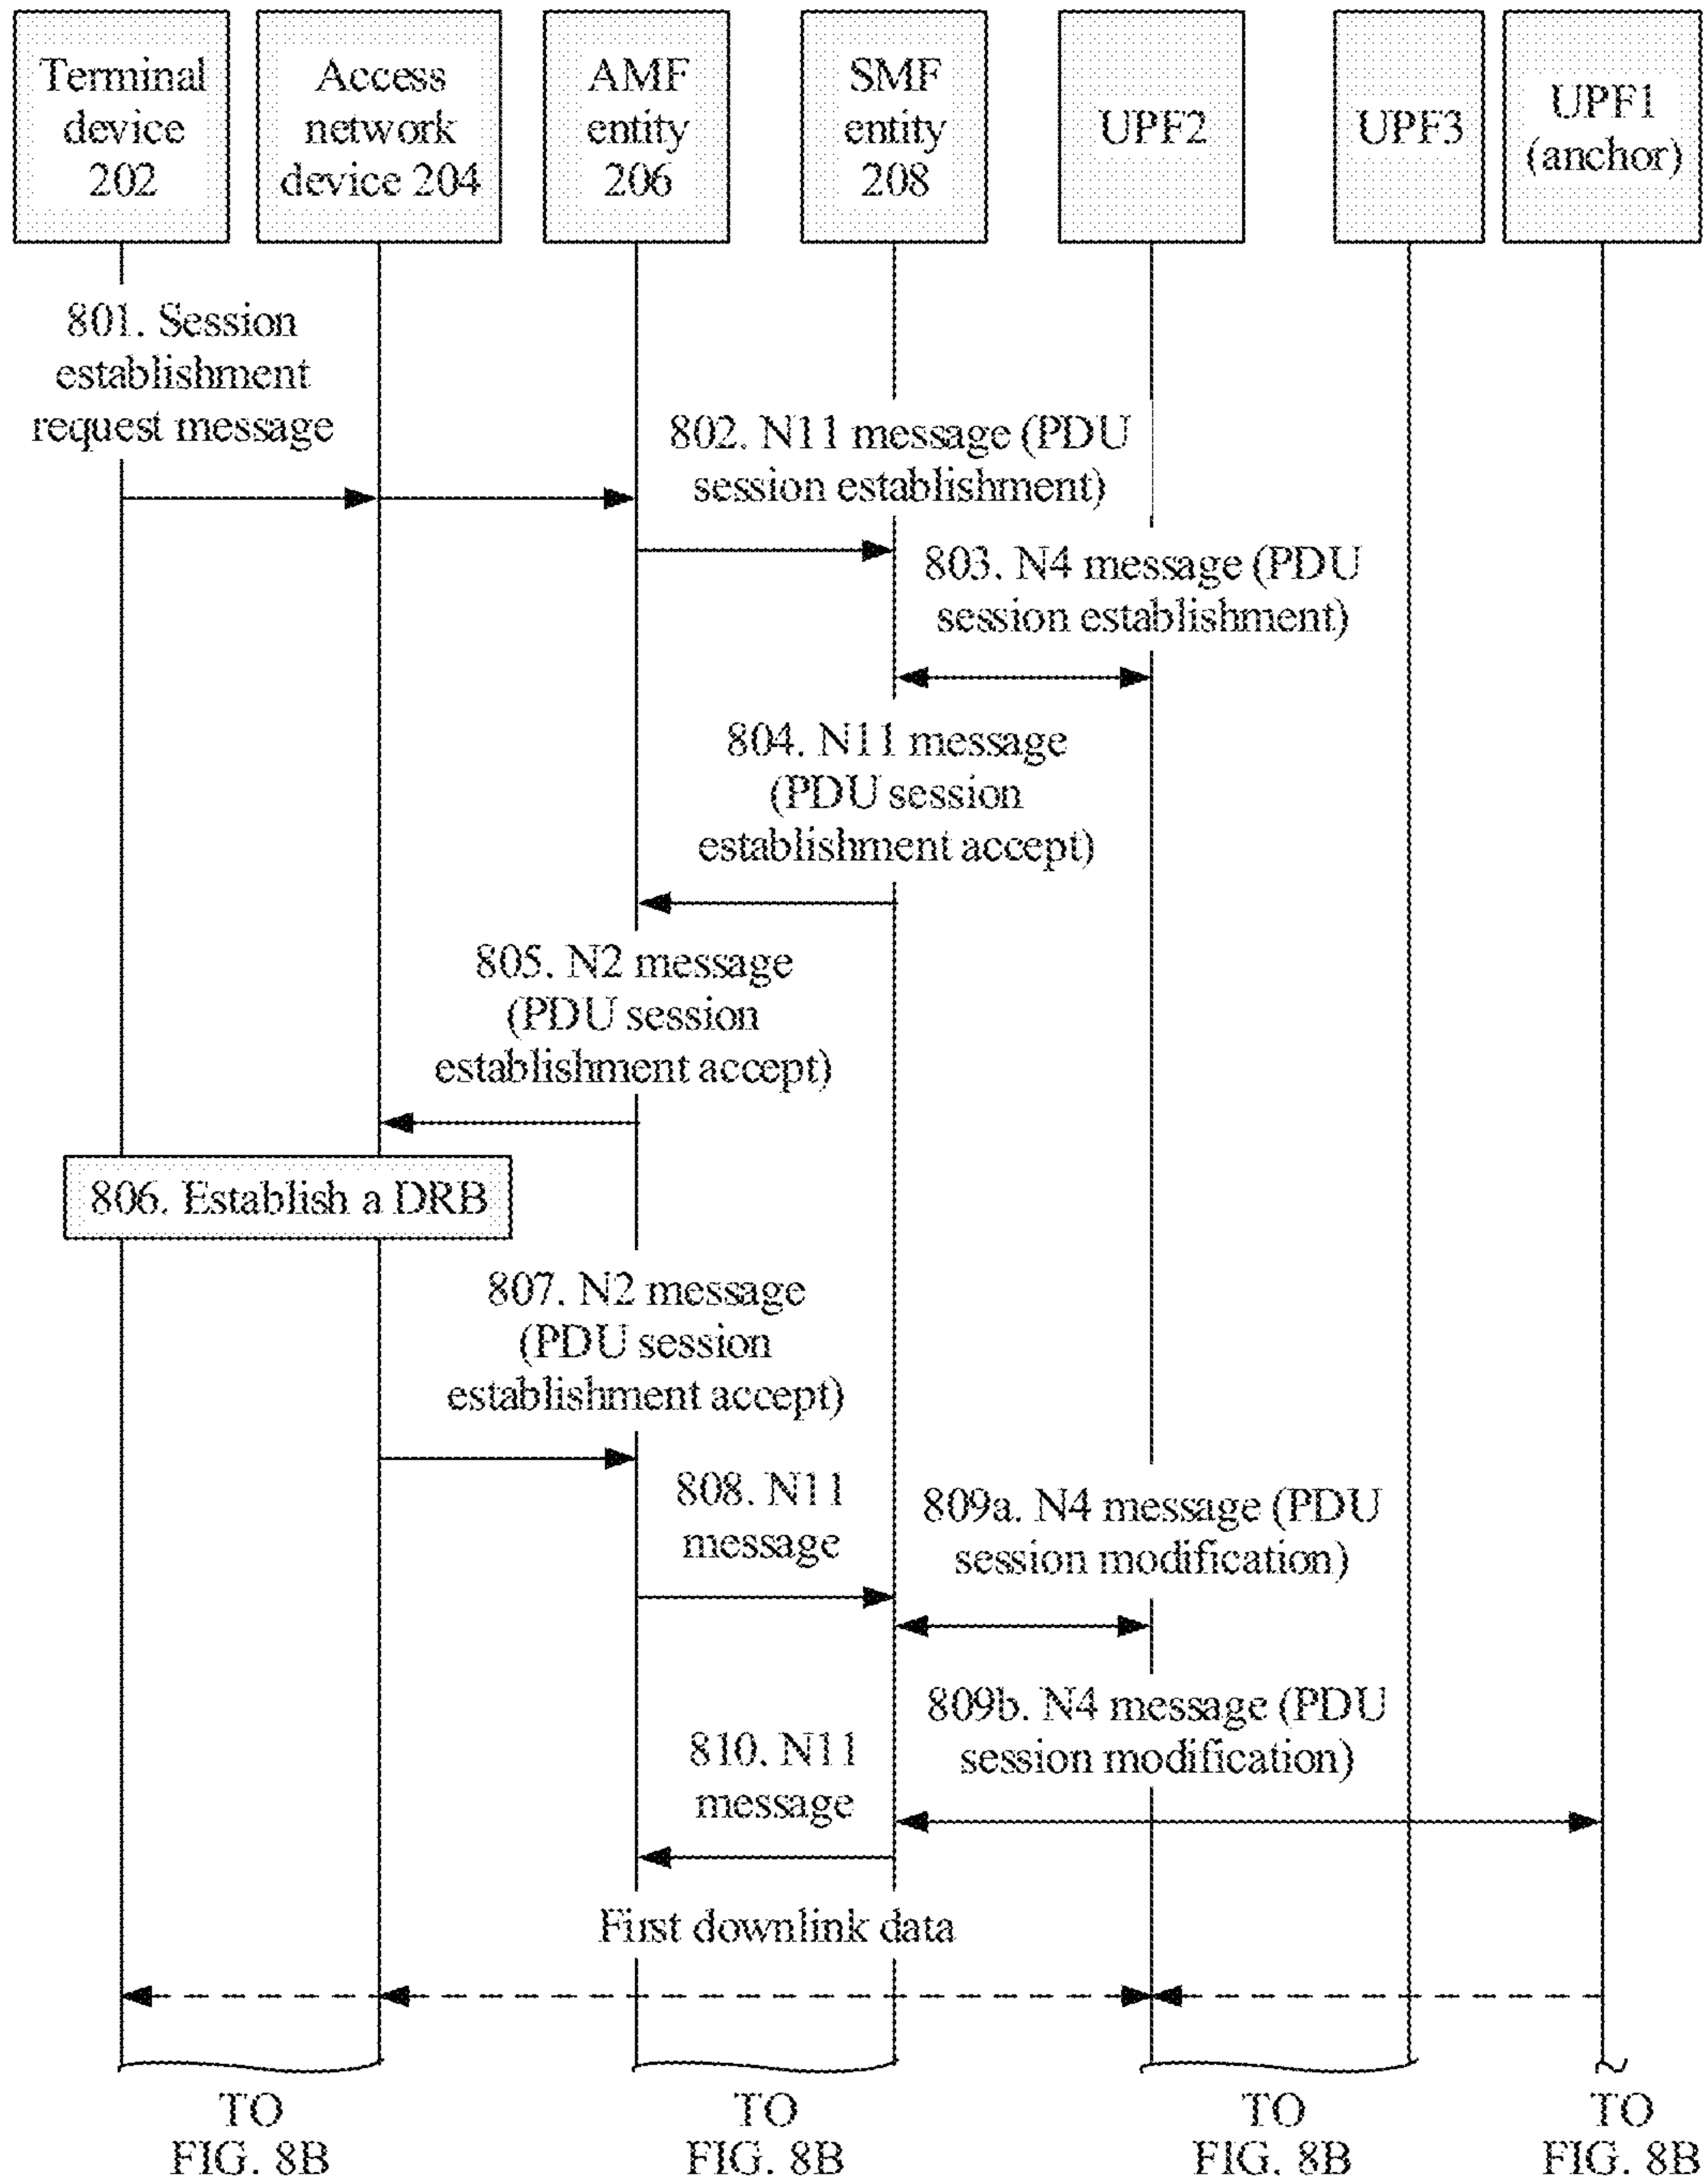 Terminal
device
202
Access
network
device 204
AMF
entity
206
SMF
entity
208
UPF2
UPF3
UPF1
(anchor)
801. Session
establishment
request message
802. N11 message (PDU
session establishment)
803. N4 message (PDU
session establishment)
804. N11 message
(PDU session
establishment accept)
805. N2 message
(PDU session
establishment accept)
806. Establish a DRB
807. N2 message
(PDU session
establishment accept)
808. N11
message
809a. N4 message (PDU
session modification)
809b. N4 message (PDU
session modification)
810. N11
message
First downlink data
TO
FIG. 8B
TO
FIG. 8B
TO
FIG. 8B
TO
FIG. 8B